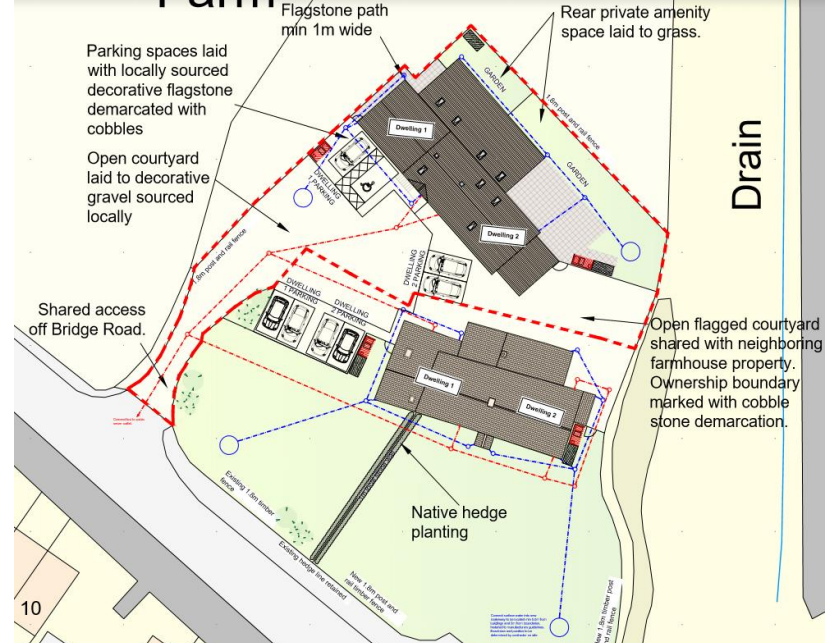 Farm
Flagstone path
min 1m wide
Rear private amenity
space laid to grass.
Parking spaces laid
with locally sourced
decorative flagstone
demarcated with
cobbles
Open courtyard
laid to decorative
gravel sourced
locally
GARDEN
1.8m post and rail fence
Dwelling 1
GARDEN
DWELLING
1 PARKING
Dwelling 2
Drain
1.8m post and rail fence
DWELLING
2 PARKING
DWELLING
1 PARKING
DWELLING
2 PARKING
Shared access
off Bridge Road.
Open flagged courtyard
shared with neighboring
farmhouse property.
Ownership boundary
marked with cobble
stone demarcation.
Dwelling 1
Dwelling 2
Existing 1.8m timber
fence
Native hedge
planting
Existing hedge line retained
New 1.8m post and
rail timber fence
New 1.8m timber post
and rail fence
10